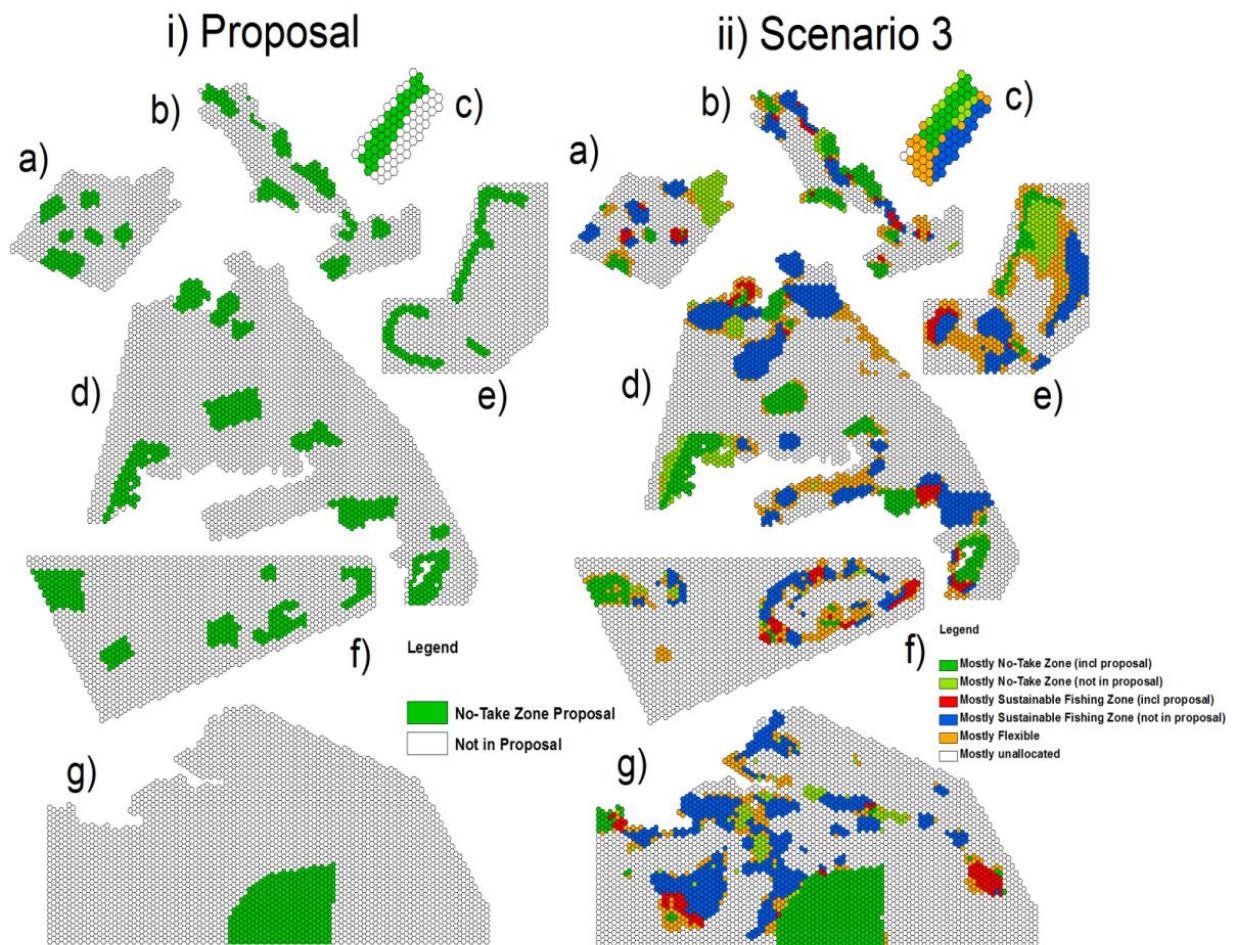 i) Proposal
b)
c)
a)
d)
e)
f)
Legend
No-Take Zone Proposal
Not in Proposal
g)
ii) Scenario 3
b)
c)
a)
d)
e)
f)
Legend
Mostly No-Take Zone (incl proposal)
Mostly No-Take Zone (not in proposal)
Mostly Sustainable Fishing Zone (incl proposal)
Mostly Sustainable Fishing Zone (not in proposal)
Mostly Flexible
Mostly unallocated
g)